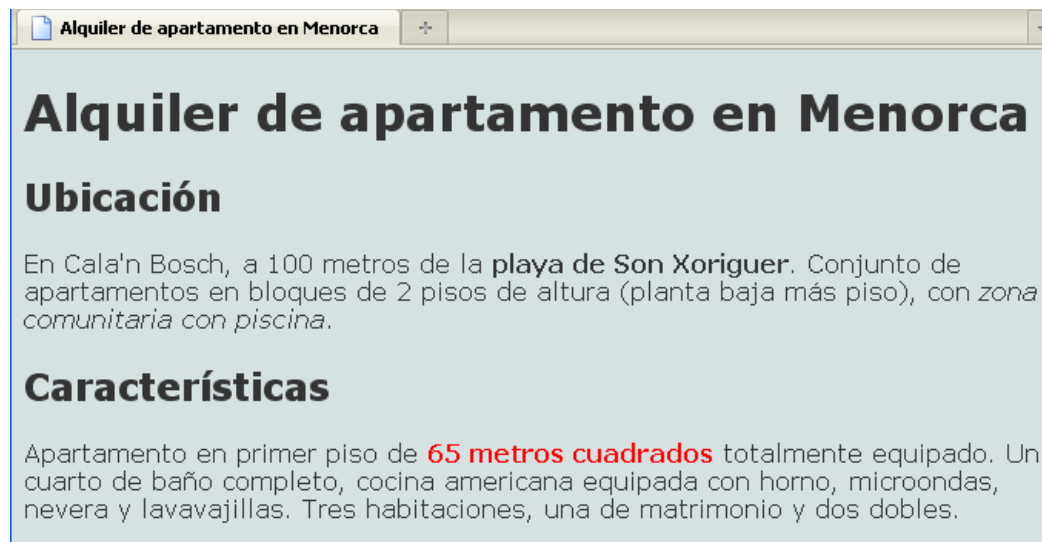 Alquiler de apartamento en Menorca
Alquiler de apartamento en Menorca
Ubicación
En Cala'n Bosch, a 100 metros de la playa de Son Xoriguer. Conjunto de
apartamentos en bloques de 2 pisos de altura (planta baja más piso), con zona
comunitaria con piscina.
Características
Apartamento en primer piso de 65 metros cuadrados totalmente equipado. Un
cuarto de baño completo, cocina americana equipada con horno, microondas,
nevera y lavavajillas. Tres habitaciones, una de matrimonio y dos dobles.